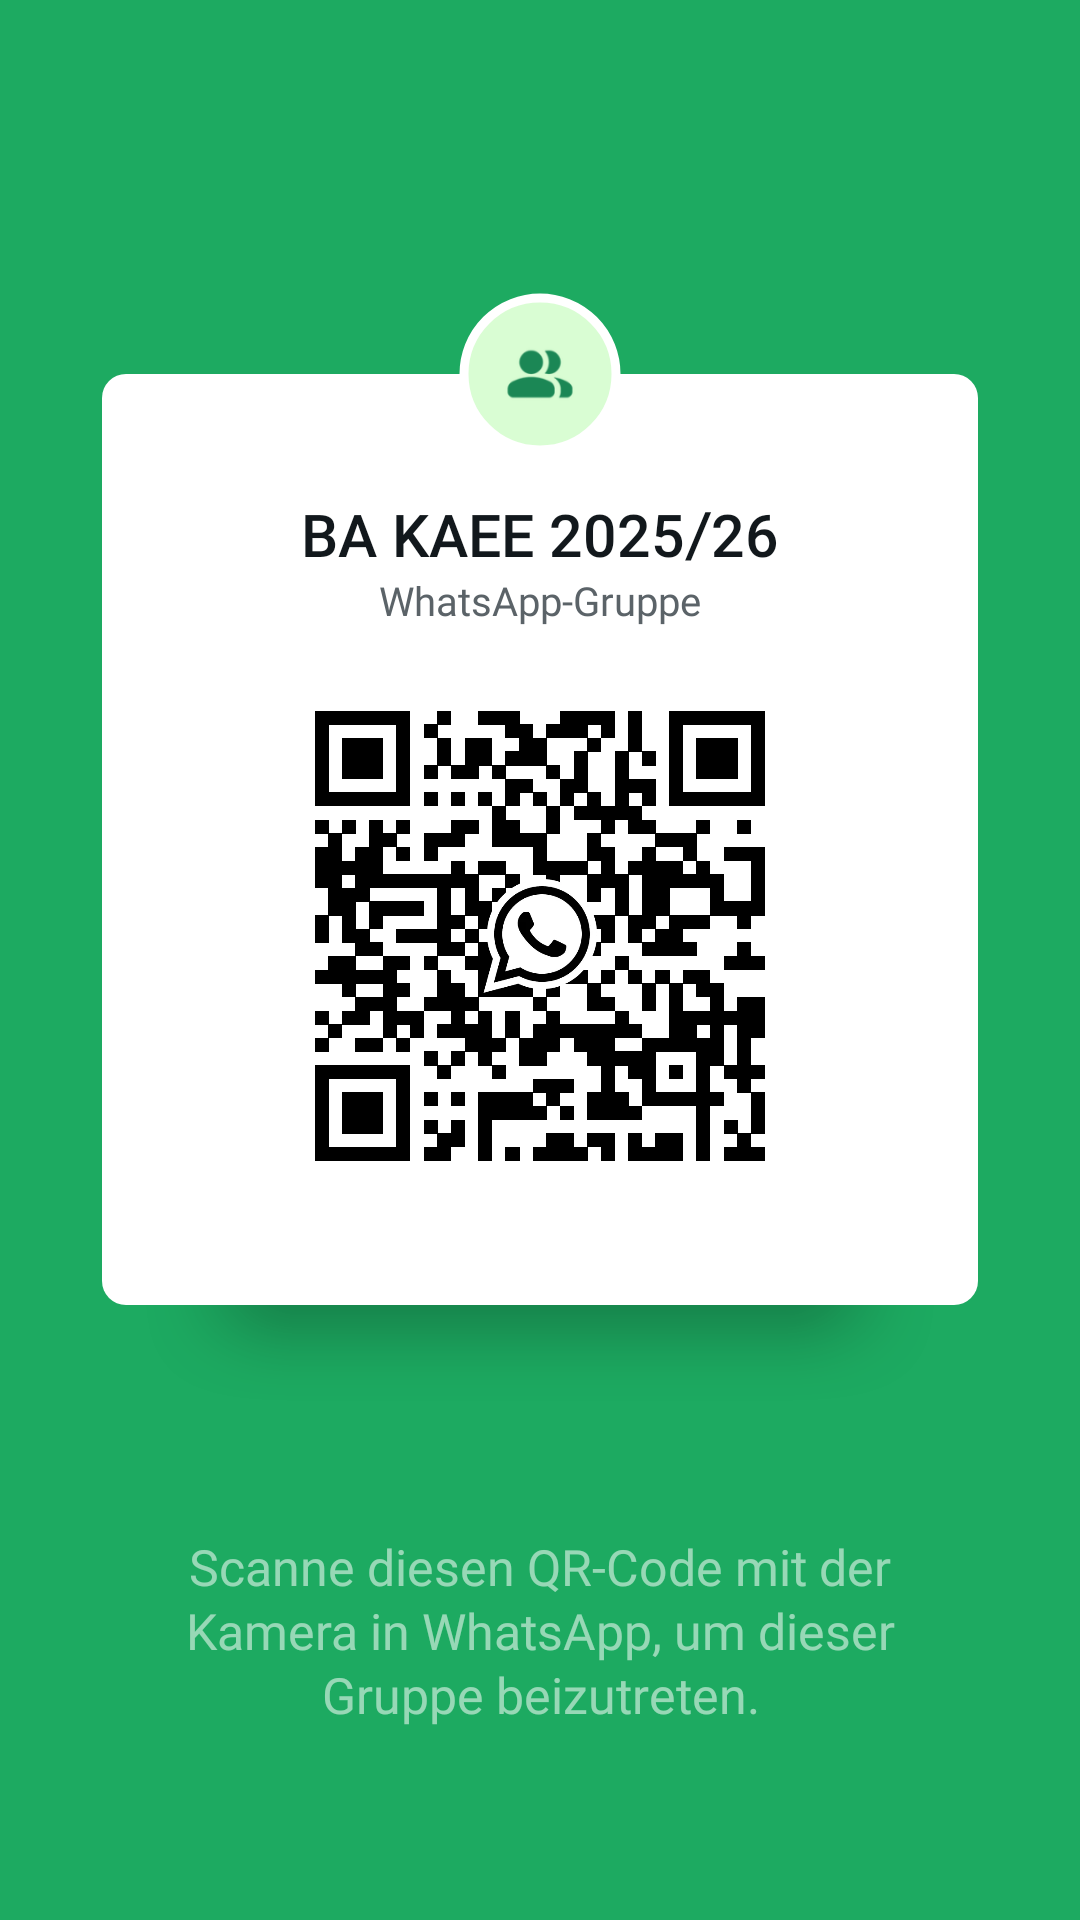 BA KAEE 2025/26
WhatsApp-Gruppe
Scanne diesen QR-Code mit der
Kamera in WhatsApp, um dieser
Gruppe beizutreten.